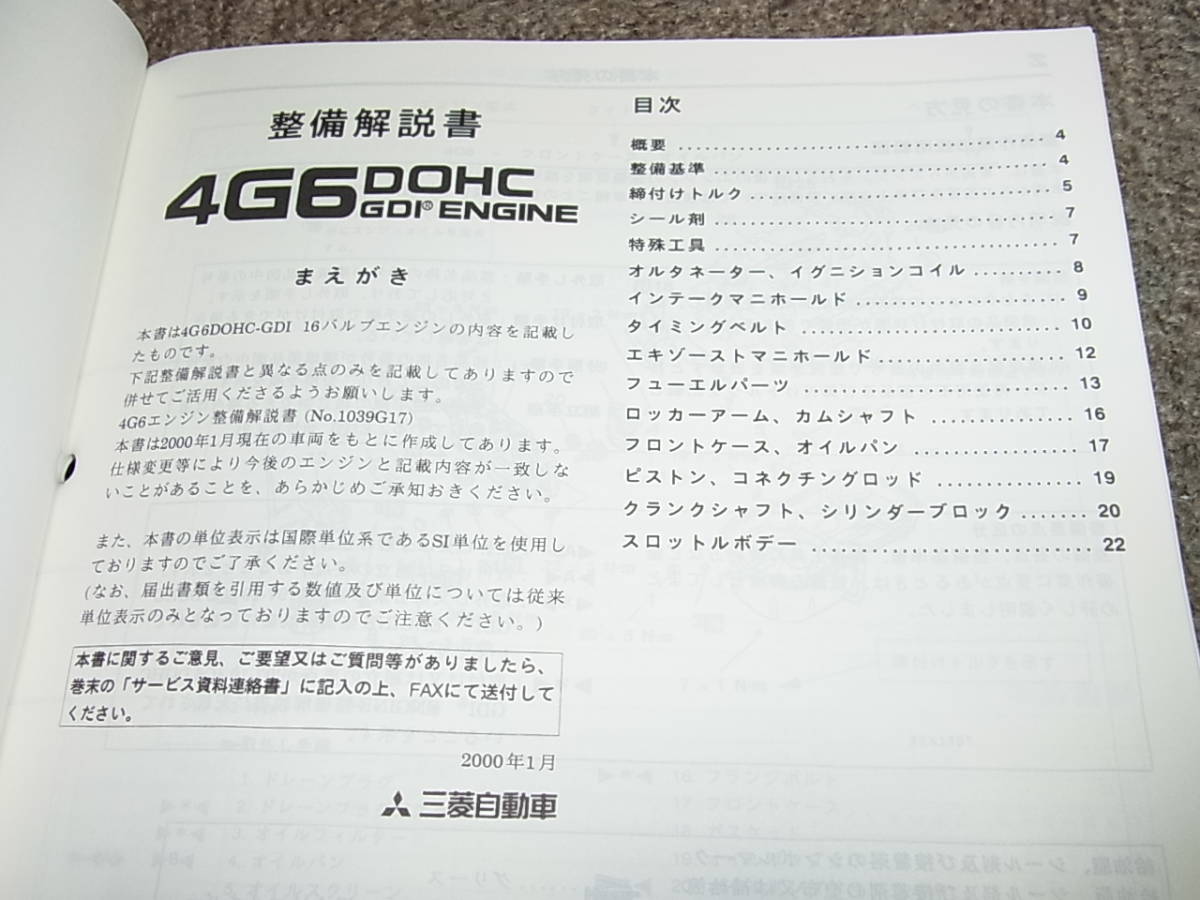 整備解説書
4G6 DOHC
GDI® ENGINE
まえがき
本書は4G6DOHC-GDI 16バルブエンジンの内容を記載し
たものです。
下記整備解説書と異なる点のみを記載してありますので
併せてご活用くださるようお願いします。
4G6エンジン整備解説書 (No.1039G17)
本書は2000年1月現在の車両をもとに作成してあります。
仕様変更等により今後のエンジンと記載内容が一致しな
いことがあることを、あらかじめご承知おきください。
また、本書の単位表示は国際単位系であるSI単位を使用し
ておりますのでご了承ください。
(なお、届出書類を引用する数値及び単位については従来
単位表示のみとなっておりますのでご注意ください。)
本書に関するご意見、ご要望又はご質問等がありましたら、
巻末の「サービス資料連絡書」に記入の上、FAXにて送付して
ください。
2000年1月
三菱自動車
目次
概要 ........ 4
整備基準 ........ 4
締付けトルク ........ 5
シール剤 ........ 7
特殊工具 ........ 7
オルタネーター、イグニションコイル ........ 8
インテークマニホールド ........ 9
タイミングベルト ........ 10
エキゾーストマニホールド ........ 12
フューエルパーツ ........ 13
ロッカーアーム、カムシャフト ........ 16
フロントケース、オイルパン ........ 17
ピストン、コネクチングロッド ........ 19
クランクシャフト、シリンダーブロック ........ 20
スロットルボデー ........ 22